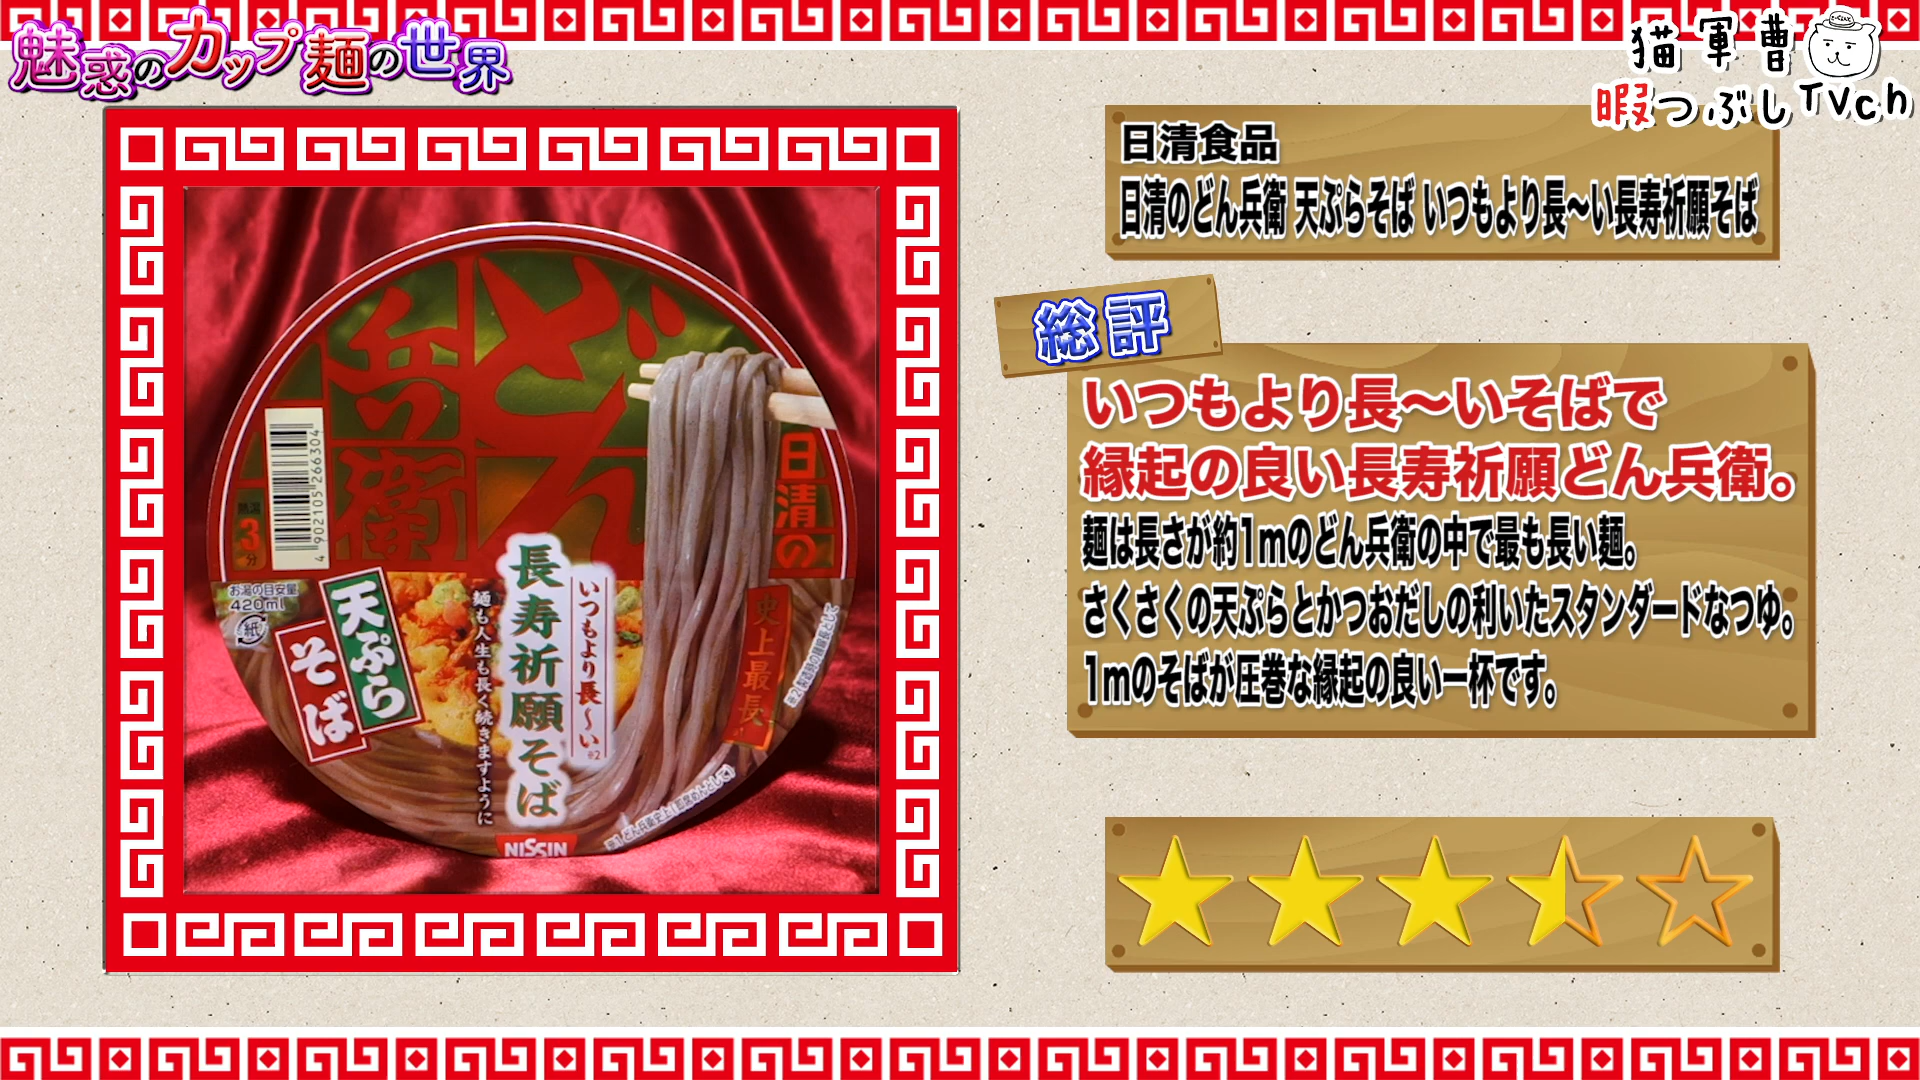 魅惑のカップ麺の世界
猫軍曹
暇つぶしTVch
日清食品
日清のどん兵衛 天ぷらそば いつもより長〜い長寿祈願そば
総評
いつもより長〜いそばで
縁起の良い長寿祈願どん兵衛。
麺は長さが約1mのどん兵衛の中で最も長い麺。
さくさくの天ぷらとかつおだしの利いたスタンダードなつゆ。
1mのそばが圧巻な縁起の良い一杯です。
日清の
どん
兵衛
4 902105 266304
熱湯
3
分
お湯の目安量
420ml
紙
天ぷら
そば
いつもより長〜い
※2
長寿祈願そば
麺も人生も長く続きますように
史上最長
NISSIN